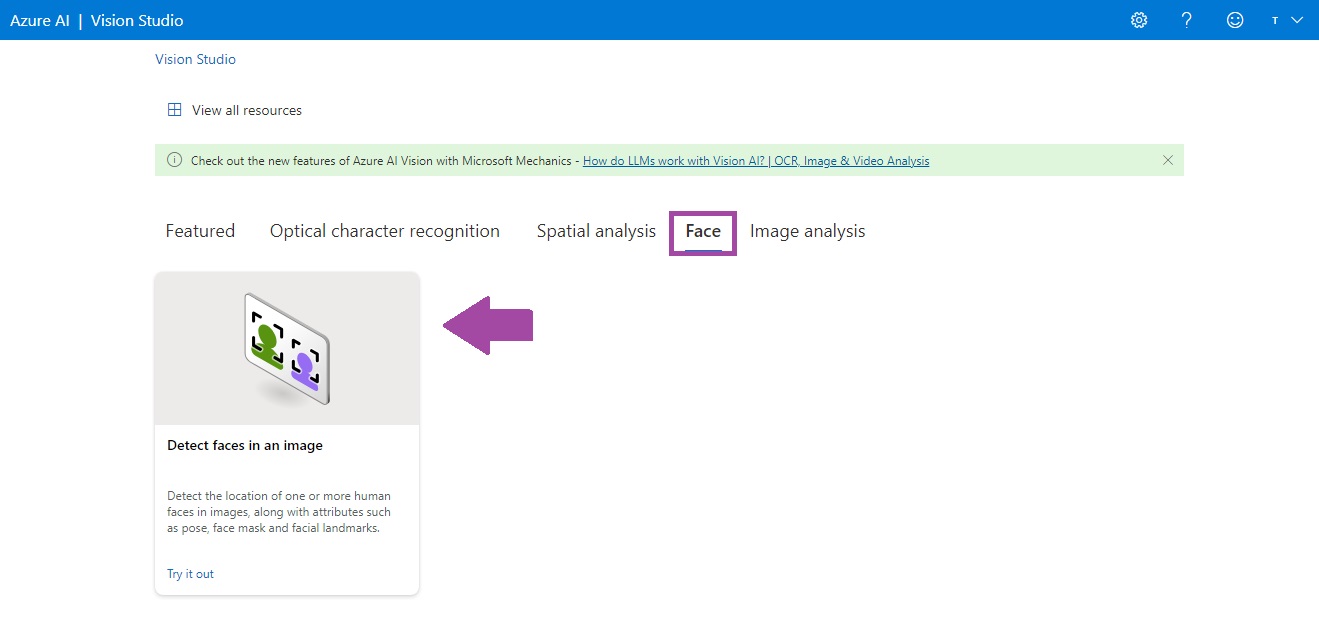 Azure AI | Vision Studio
T
Vision Studio
View all resources
Check out the new features of Azure AI Vision with Microsoft Mechanics - How do LLMs work with Vision AI? | OCR, Image & Video Analysis
Featured Optical character recognition Spatial analysis Face Image analysis
Detect faces in an image
Detect the location of one or more human
faces in images, along with attributes such
as pose, face mask and facial landmarks.
Try it out